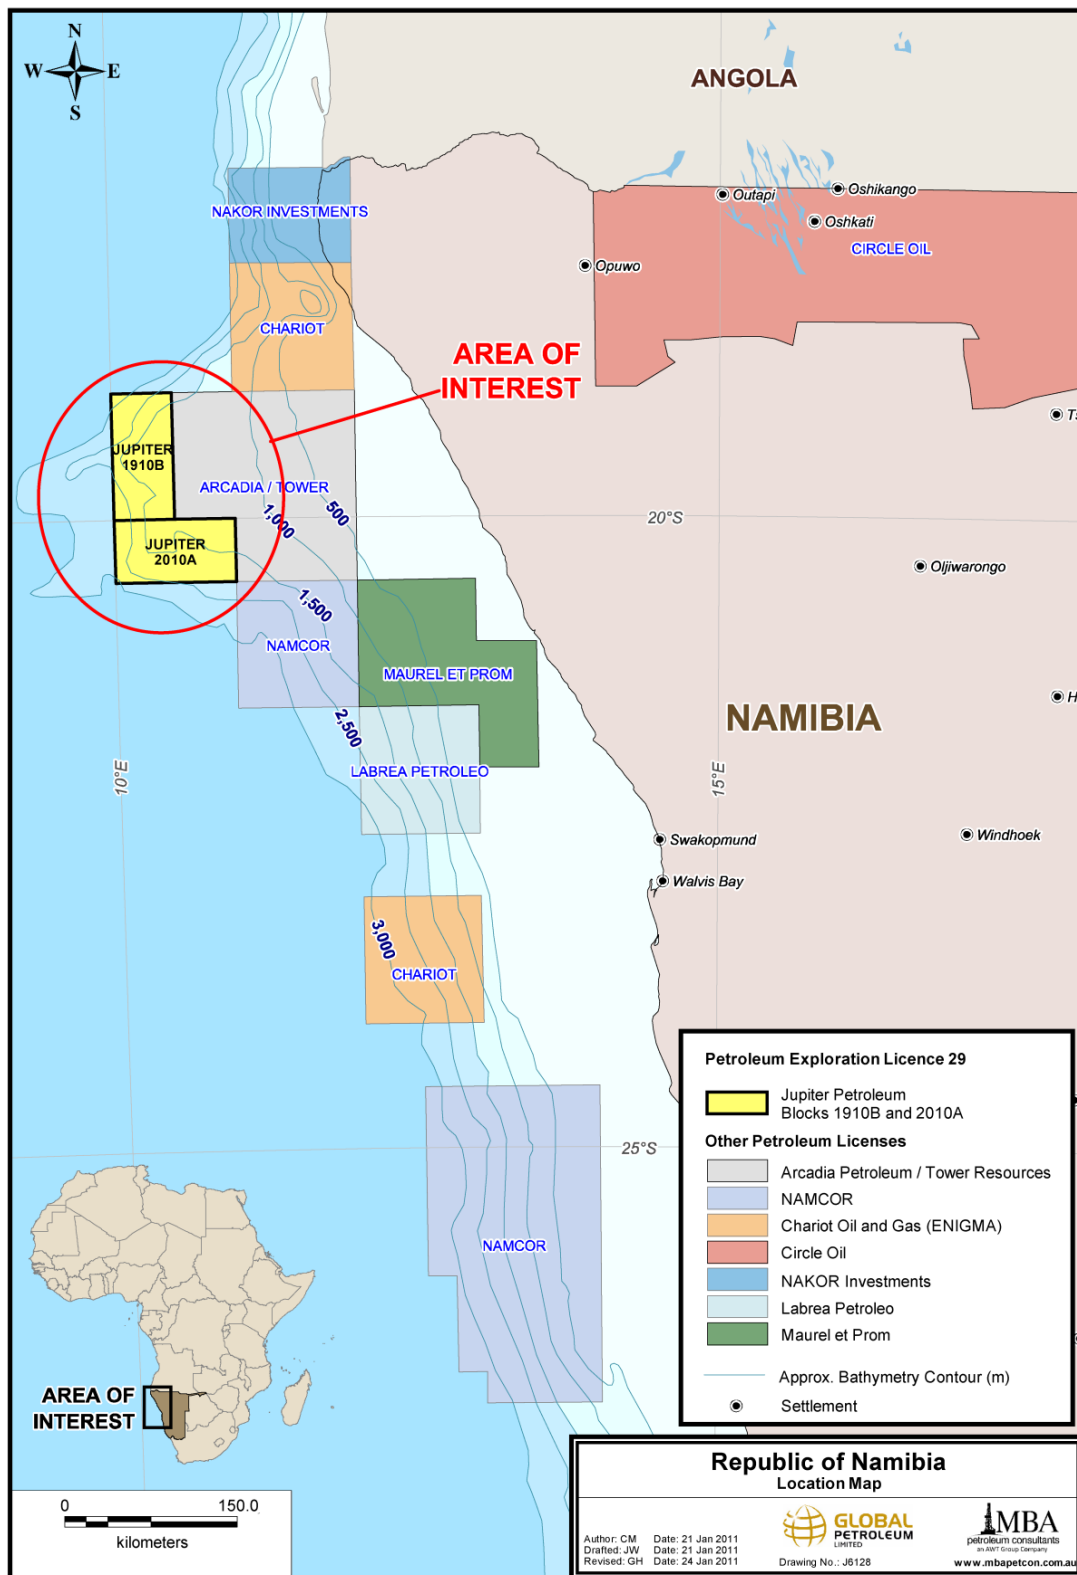 N
W E
S
ANGOLA
Outapi
Oshikango
Oshkati
CIRCLE OIL
Opuwo
NAKOR INVESTMENTS
CHARIOT
AREA OF
INTEREST
JUPITER
1910B
ARCADIA / TOWER
1,000
500
JUPITER
2010A
20°S
Oljiwarongo
1,500
NAMCOR
MAUREL ET PROM
NAMIBIA
2,500
LABREA PETROLEO
10°E
15°E
Swakopmund
Windhoek
Walvis Bay
3,000
CHARIOT
25°S
NAMCOR
Petroleum Exploration Licence 29
Jupiter Petroleum
Blocks 1910B and 2010A
Other Petroleum Licenses
Arcadia Petroleum / Tower Resources
NAMCOR
Chariot Oil and Gas (ENIGMA)
Circle Oil
NAKOR Investments
Labrea Petroleo
Maurel et Prom
Approx. Bathymetry Contour (m)
Settlement
AREA OF
INTEREST
0 150.0
kilometers
Republic of Namibia
Location Map
Author: CM Date: 21 Jan 2011
Drafted: JW Date: 21 Jan 2011
Revised: GH Date: 24 Jan 2011
GLOBAL
PETROLEUM
LIMITED
Drawing No.: J6128
MBA
petroleum consultants
an AWT Group Company
www.mbapetcon.com.au